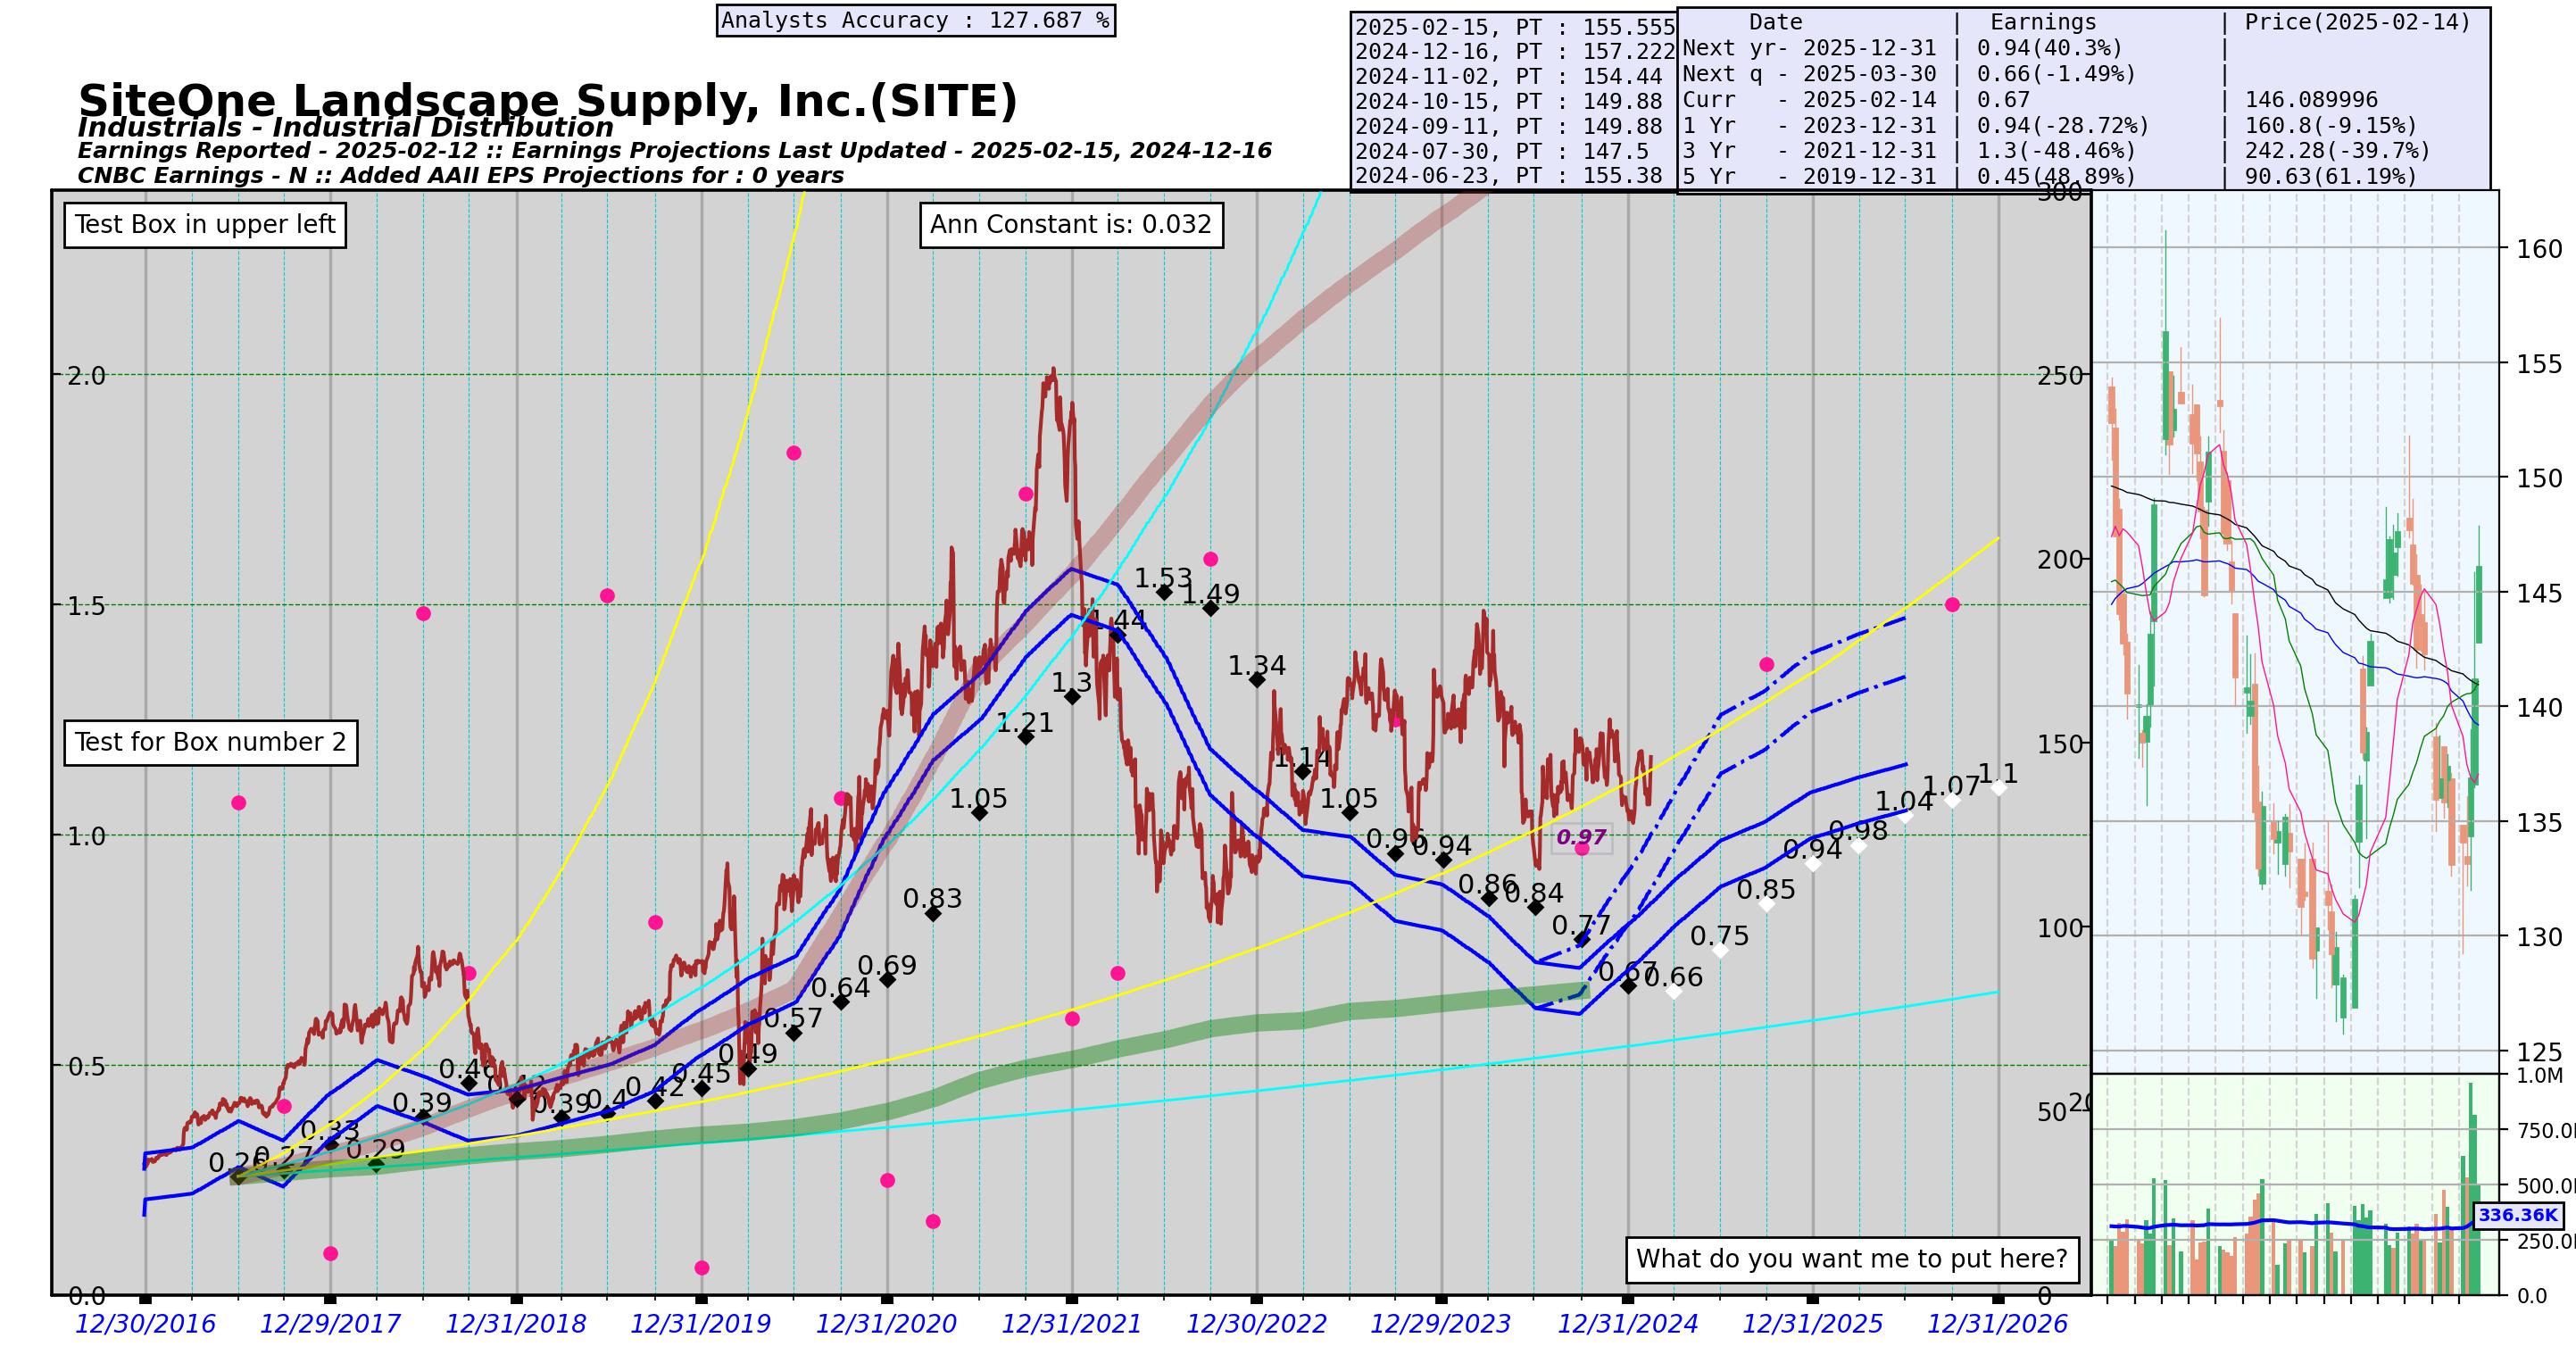 Analysts Accuracy : 127.687 %
SiteOne Landscape Supply, Inc.(SITE)
Industrials - Industrial Distribution
Earnings Reported - 2025-02-12 :: Earnings Projections Last Updated - 2025-02-15, 2024-12-16
CNBC Earnings - N :: Added AAII EPS Projections for : 0 years
2025-02-15, PT : 155.555
2024-12-16, PT : 157.222
2024-11-02, PT : 154.44
2024-10-15, PT : 149.88
2024-09-11, PT : 149.88
2024-07-30, PT : 147.5
2024-06-23, PT : 155.38
Date | Earnings | Price(2025-02-14)
Next yr- 2025-12-31 | 0.94(40.3%) |
Next q - 2025-03-30 | 0.66(-1.49%) |
Curr - 2025-02-14 | 0.67 | 146.089996
1 Yr - 2023-12-31 | 0.94(-28.72%) | 160.8(-9.15%)
3 Yr - 2021-12-31 | 1.3(-48.46%) | 242.28(-39.7%)
5 Yr - 2019-12-31 | 0.45(48.89%) | 90.63(61.19%)
Test Box in upper left
Ann Constant is: 0.032
Test for Box number 2
What do you want me to put here?
2.0
1.5
1.0
0.5
0.0
300
250
200
150
100
50
0
0.26
0.27
0.33
0.29
0.39
0.46
0.39
0.4
0.42
0.45
0.49
0.57
0.64
0.69
0.83
1.05
1.21
1.3
1.44
1.53
1.49
1.34
1.14
1.05
0.96
0.94
0.86
0.84
0.77
0.97
0.67
0.66
0.75
0.85
0.94
0.98
1.04
1.07
1.1
160
155
150
145
140
135
130
125
1.0M
750.0
500.0
336.36K
250.0
0.0
12/30/2016
12/29/2017
12/31/2018
12/31/2019
12/31/2020
12/31/2021
12/30/2022
12/29/2023
12/31/2024
12/31/2025
12/31/2026